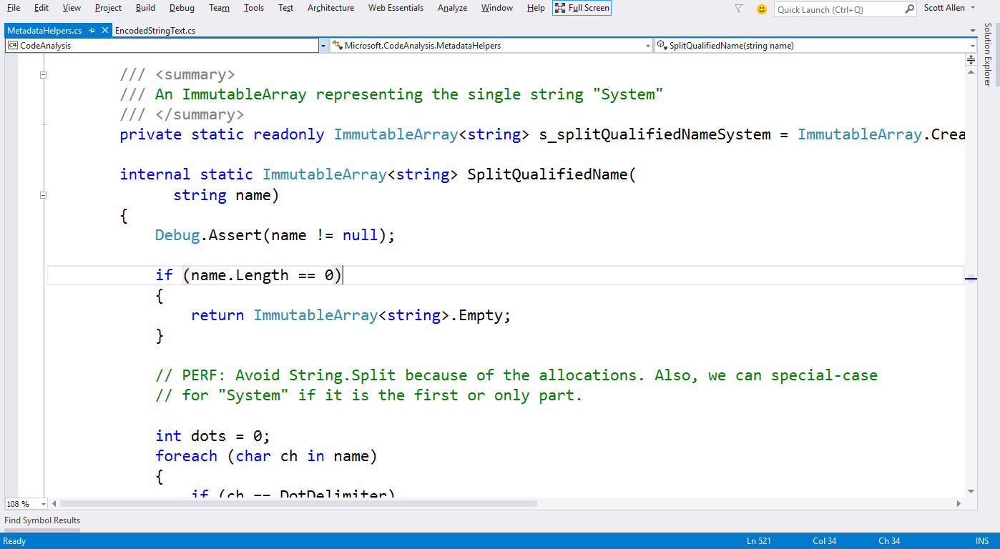 File Edit View Project Build Debug Team Tools Test Architecture Web Essentials Analyze Window Help Full Screen Quick Launch (Ctrl+Q) Scott Allen
MetadataHelpers.cs EncodedStringText.cs
C# CodeAnalysis Microsoft.CodeAnalysis.MetadataHelpers SplitQualifiedName(string name)
Solution Explorer
/// <summary>
/// An ImmutableArray representing the single string "System"
/// </summary>
private static readonly ImmutableArray<string> s_splitQualifiedNameSystem = ImmutableArray.Crea
internal static ImmutableArray<string> SplitQualifiedName(
string name)
{
Debug.Assert(name != null);
if (name.Length == 0)
{
return ImmutableArray<string>.Empty;
}
// PERF: Avoid String.Split because of the allocations. Also, we can special-case
// for "System" if it is the first or only part.
int dots = 0;
foreach (char ch in name)
{
if (ch == DotDelimiter)
108 %
Find Symbol Results
Ready Ln 521 Col 34 Ch 34 INS